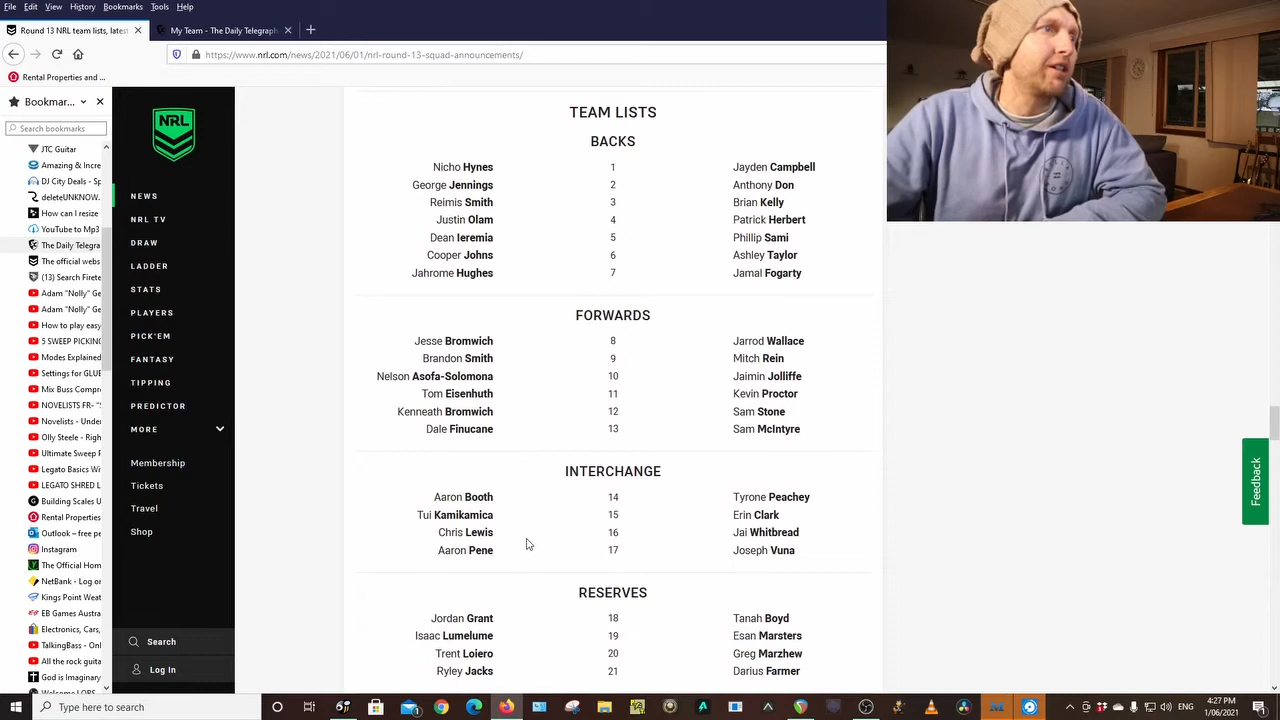 File Edit View History Bookmarks Tools Help
Round 13 NRL team lists, latest
My Team - The Daily Telegraph
https://www.nrl.com/news/2021/06/01/nrl-round-13-squad-announcements/
Rental Properties and ...
Bookmar...
Search bookmarks
JTC Guitar
Amazing & Incre
DJ City Deals - Sp
deleteUNKNOW.
How can I resize
YouTube to Mp3
The Daily Telegra
The official webs
(13) Search Firete
Adam "Nolly" Ge
Adam "Nolly" Ge
How to play easy
5 SWEEP PICKING
Modes Explained
Settings for GLUE
Mix Buss Compr
NOVELISTS FR- "S
Novelists - Under
Olly Steele - Righ
Ultimate Sweep P
Legato Basics Wi
LEGATO SHRED L
Building Scales U
Rental Properties
Outlook – free pe
Instagram
The Official Hom
NetBank - Log or
Kings Point Weat
EB Games Austra
Electronics, Cars,
TalkingBass - Onl
All the rock guita
God is Imaginary
Welcome LORS
NRL
NEWS
NRL TV
DRAW
LADDER
STATS
PLAYERS
PICK'EM
FANTASY
TIPPING
PREDICTOR
MORE
Membership
Tickets
Travel
Shop
Search
Log In
TEAM LISTS
BACKS
Nicho Hynes 1 Jayden Campbell
George Jennings 2 Anthony Don
Reimis Smith 3 Brian Kelly
Justin Olam 4 Patrick Herbert
Dean Ieremia 5 Phillip Sami
Cooper Johns 6 Ashley Taylor
Jahrome Hughes 7 Jamal Fogarty
FORWARDS
Jesse Bromwich 8 Jarrod Wallace
Brandon Smith 9 Mitch Rein
Nelson Asofa-Solomona 10 Jaimin Jolliffe
Tom Eisenhuth 11 Kevin Proctor
Kenneath Bromwich 12 Sam Stone
Dale Finucane 13 Sam McIntyre
INTERCHANGE
Aaron Booth 14 Tyrone Peachey
Tui Kamikamica 15 Erin Clark
Chris Lewis 16 Jai Whitbread
Aaron Pene 17 Joseph Vuna
RESERVES
Jordan Grant 18 Tanah Boyd
Isaac Lumelume 19 Esan Marsters
Trent Loiero 20 Greg Marzhew
Ryley Jacks 21 Darius Farmer
Feedback
Type here to search
4:27 PM
1/06/2021